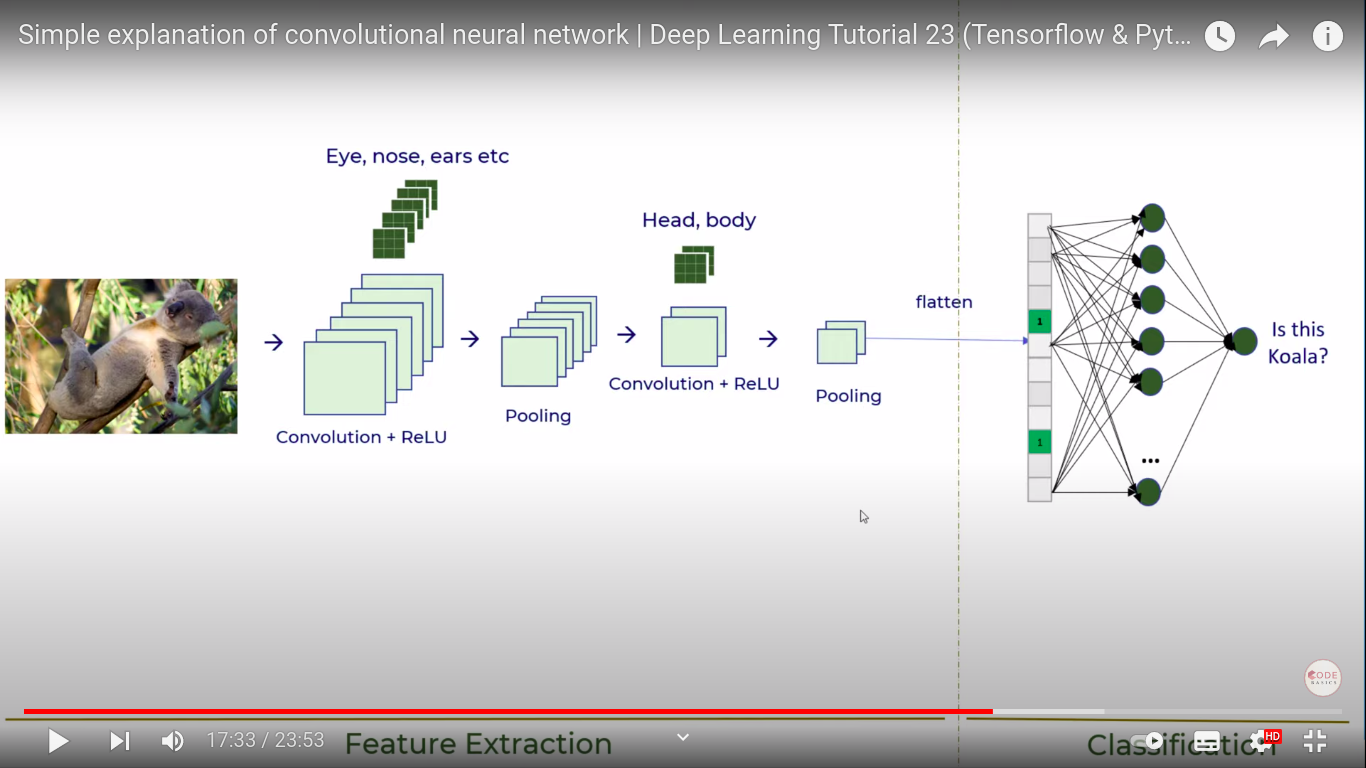 Simple explanation of convolutional neural network | Deep Learning Tutorial 23 (Tensorflow & Pyt...
Eye, nose, ears etc
Head, body
flatten
1
Is this
Koala?
Convolution + ReLU
Pooling
Convolution + ReLU
Pooling
1
...
CODE
BASICS
17:33 / 23:53
HD
Feature Extraction
Classification